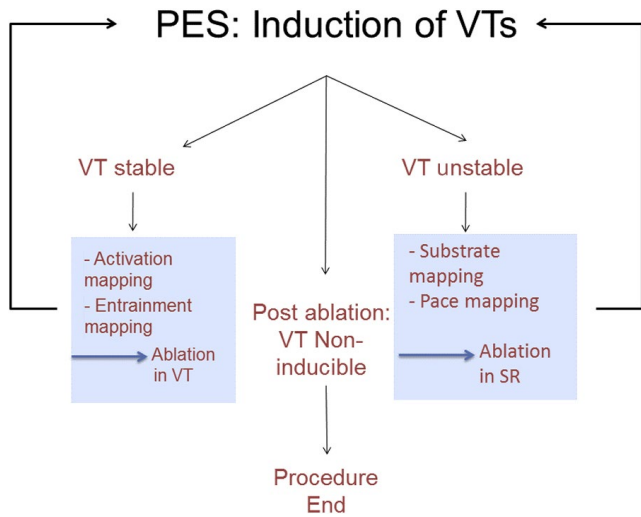 PES: Induction of VTs
VT stable
VT unstable
- Activation
mapping
- Entrainment
mapping
Ablation
in VT
Post ablation:
VT Non-
inducible
- Substrate
mapping
- Pace mapping
Ablation
in SR
Procedure
End